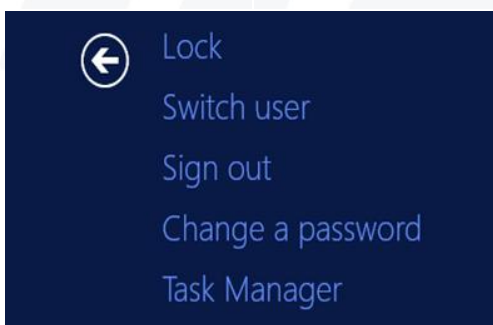 Lock
Switch user
Sign out
Change a password
Task Manager